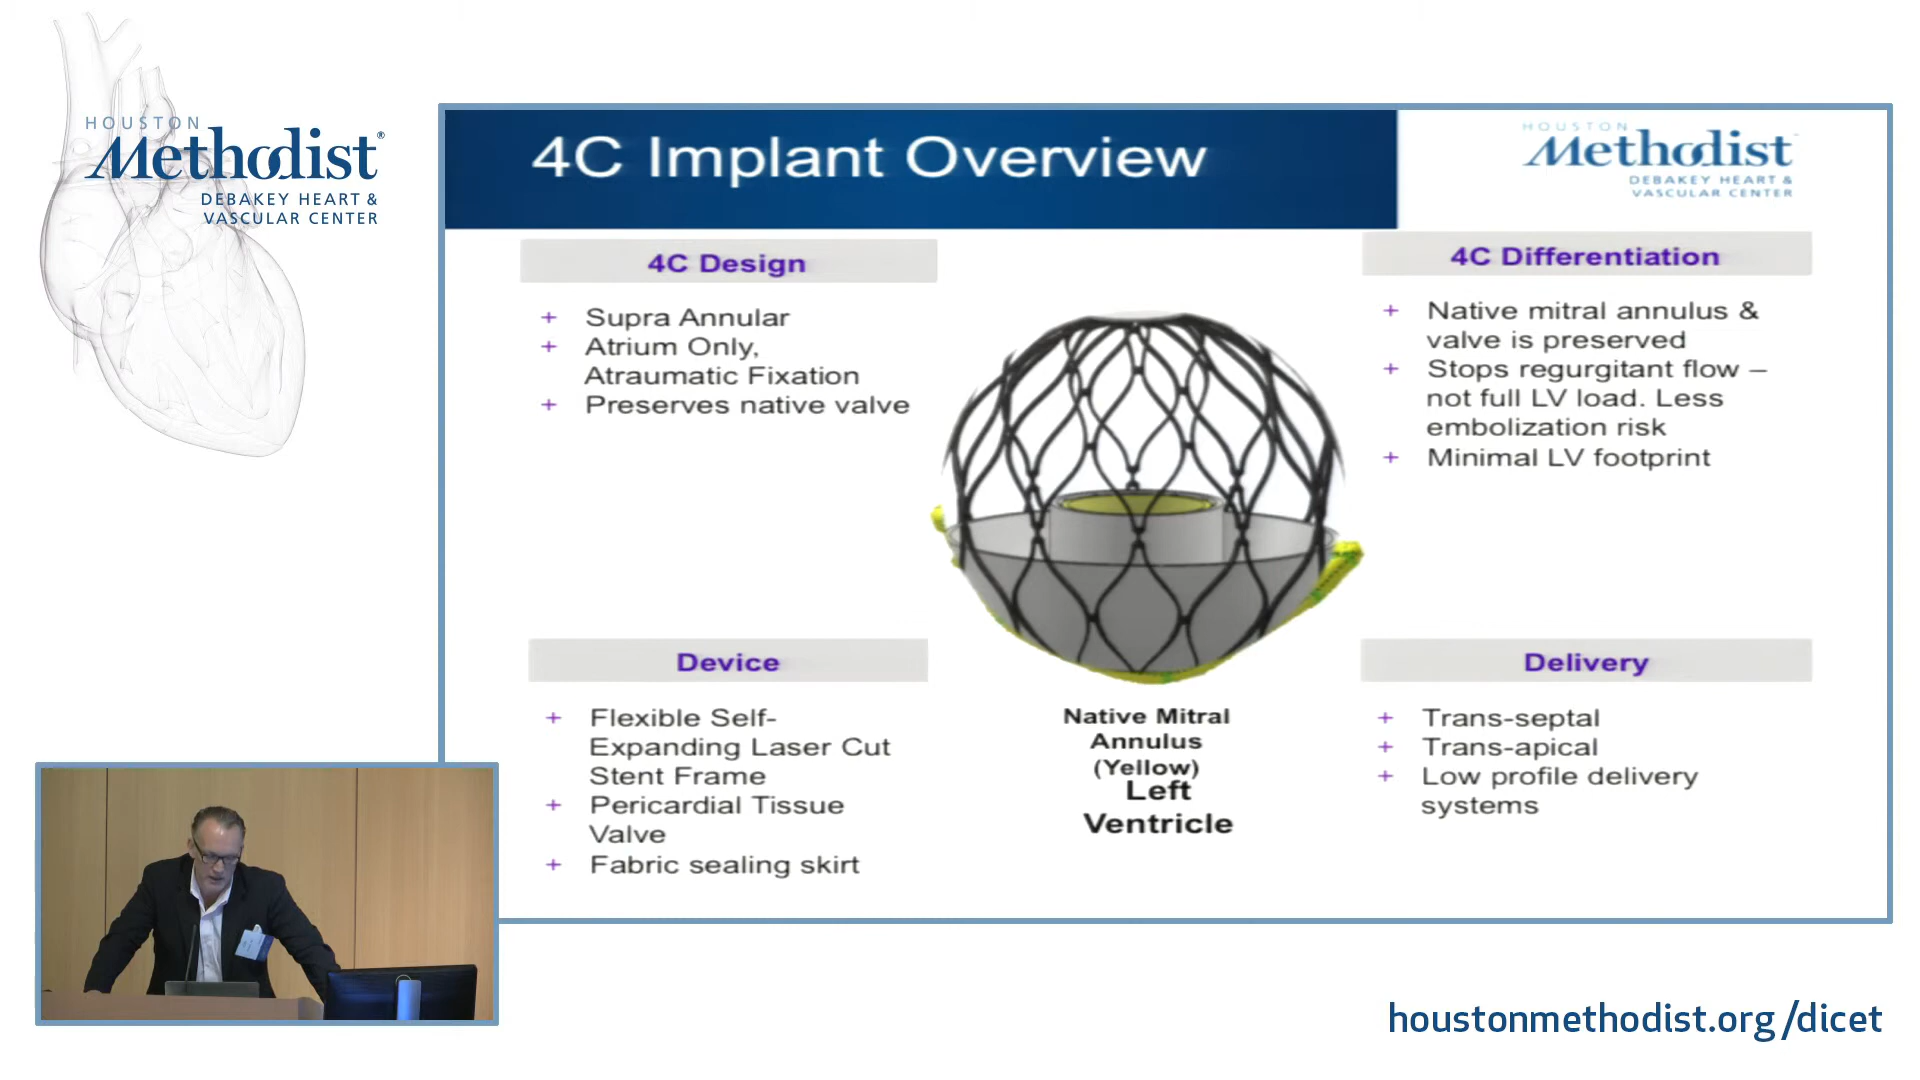 HOUSTON
Methodist®
DEBAKEY HEART &
VASCULAR CENTER
4C Implant Overview
HOUSTON
Methodist
DEBAKEY HEART &
VASCULAR CENTER
4C Design
+ Supra Annular
+ Atrium Only,
Atraumatic Fixation
+ Preserves native valve
4C Differentiation
+ Native mitral annulus &
valve is preserved
+ Stops regurgitant flow –
not full LV load. Less
embolization risk
+ Minimal LV footprint
Device
+ Flexible Self-
Expanding Laser Cut
Stent Frame
+ Pericardial Tissue
Valve
+ Fabric sealing skirt
Native Mitral
Annulus
(Yellow)
Left
Ventricle
Delivery
+ Trans-septal
+ Trans-apical
+ Low profile delivery
systems
houstonmethodist.org/dicet